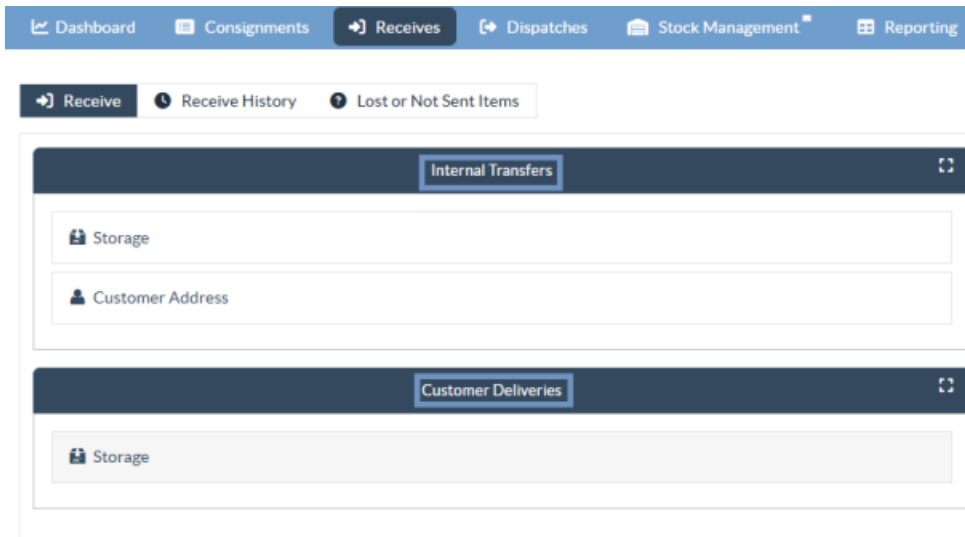 Dashboard Consignments Receives Dispatches Stock Management Reporting
Receive Receive History Lost or Not Sent Items
Internal Transfers
Storage
Customer Address
Customer Deliveries
Storage